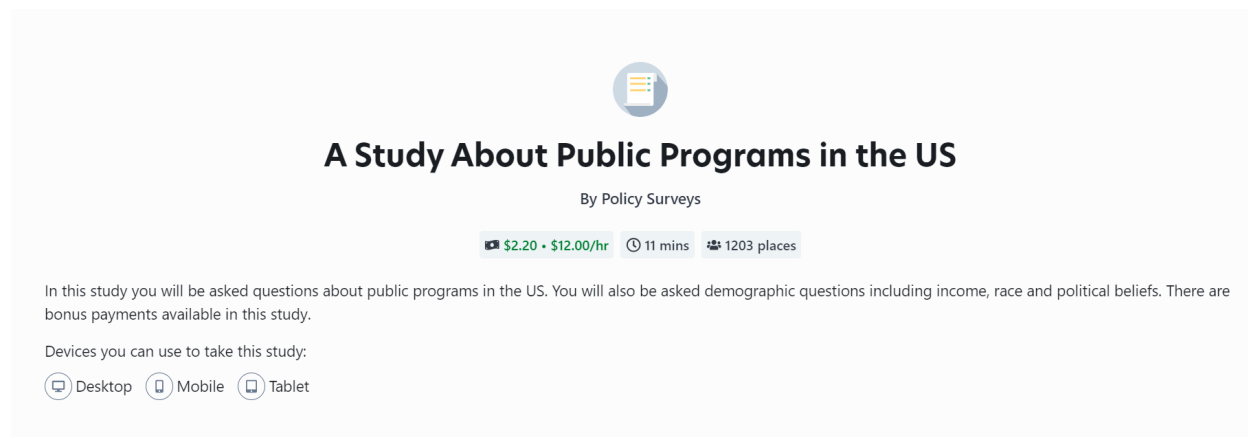 A Study About Public Programs in the US
By Policy Surveys
$2.20 • $12.00/hr 11 mins 1203 places
In this study you will be asked questions about public programs in the US. You will also be asked demographic questions including income, race and political beliefs. There are
bonus payments available in this study.
Devices you can use to take this study:
Desktop Mobile Tablet